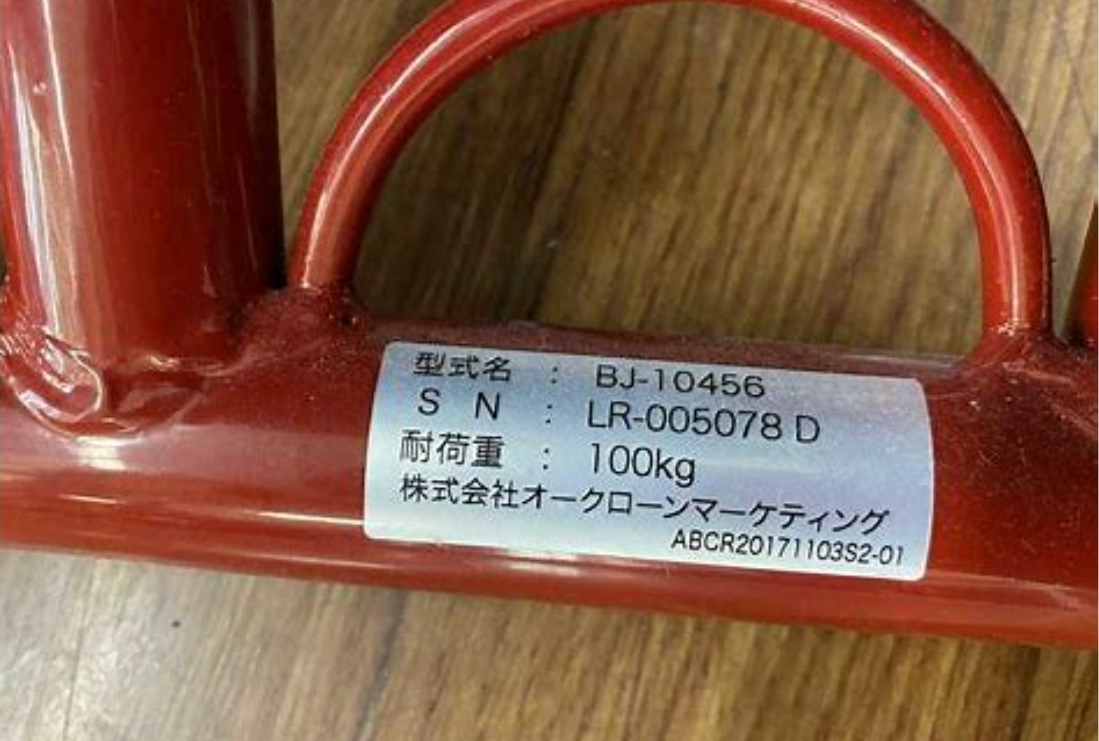 型式名 : BJ-10456
S N : LR-005078 D
耐荷重 : 100kg
株式会社オークローンマーケティング
ABCR20171103S2-01